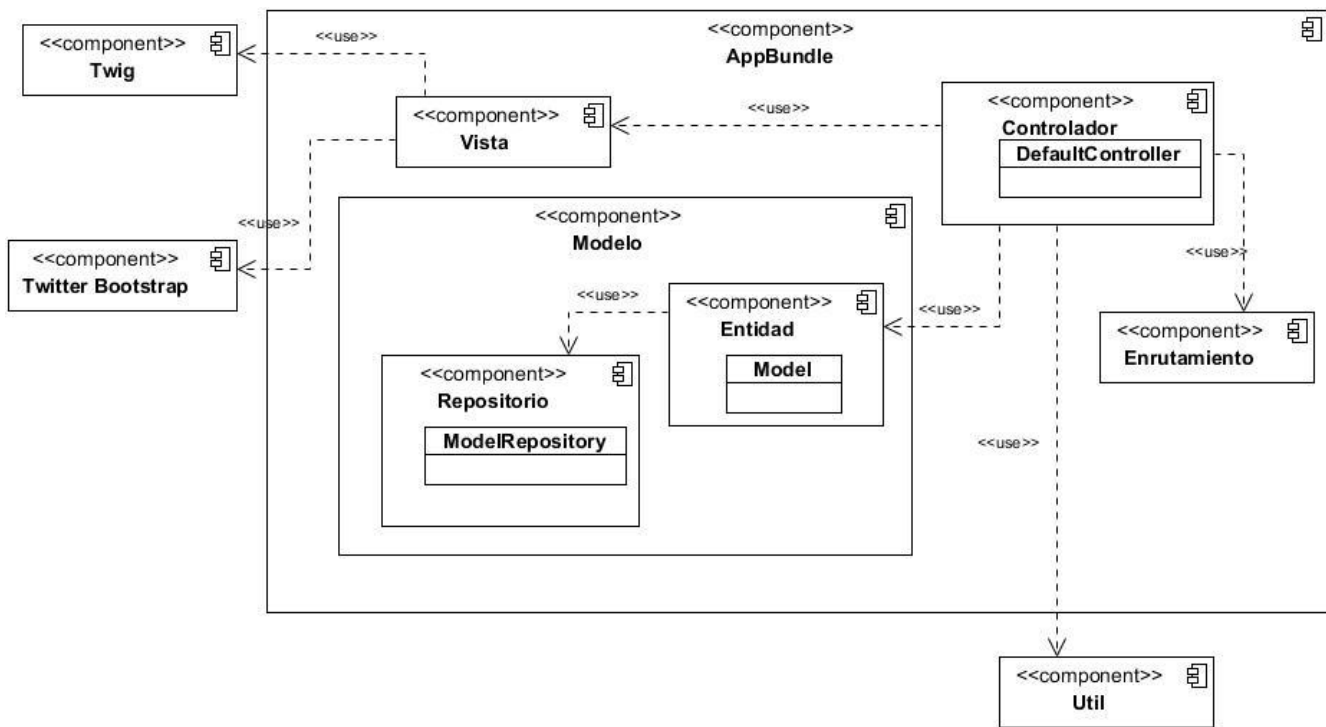 <<component>>
AppBundle
<<component>>
Twig
<<use>>
<<component>>
Vista
<<use>>
<<component>>
Controlador
DefaultController
<<use>>
<<component>>
Twitter Bootstrap
<<component>>
Modelo
<<use>>
<<component>>
Entidad
Model
<<use>>
<<use>>
<<component>>
Enrutamiento
<<component>>
Repositorio
ModelRepository
<<use>>
<<component>>
Util